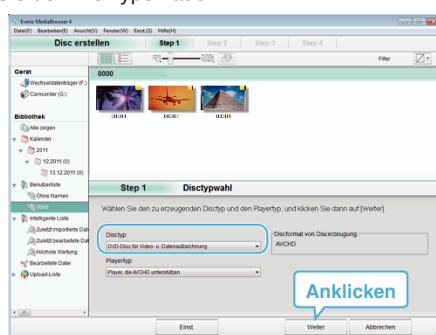 Everio MediaBrowser 4
Datei(F) Bearbeiten(E) Ansicht(V) Fenster(W) Einst.(S) Hilfe(H)
Disc erstellen Step 1 Step 2 Step 3 Step 4
Filter
Gerät
Wechseldatenträger (F:)
Camcorder (G:)
Bibliothek
Alle zeigen
Kalender
2011
12.2011 (0)
13.12.2011 (0)
Benutzerliste
Ohne Namen
0000
Intelligente Liste
Zuletzt importierte Dat
Zuletzt bearbeitete Dat
Höchste Wertung
Bearbeitete Datei
Upload-Liste
0000
00001
Step 1 Disctypwahl
Wählen Sie den zu erzeugenden Disctyp und den Playertyp, und klicken Sie dann auf [Weiter].
Disctyp:
DVD-Disc für Video- u. Datenaufzeichnung
Playertyp:
Player, die AVCHD unterstützen
Discformat von Discerzeugung.
AVCHD
Anklicken
Einst Weiter Abbrechen